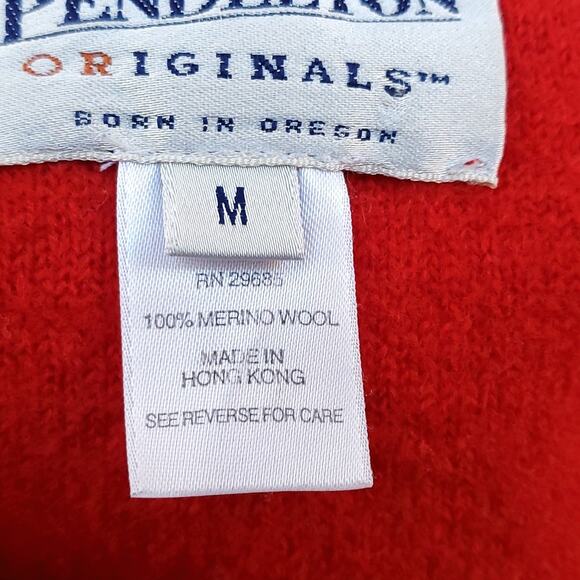 PENDLETON
ORIGINALS™
BORN IN OREGON
M
RN 29685
100% MERINO WOOL
MADE IN
HONG KONG
SEE REVERSE FOR CARE